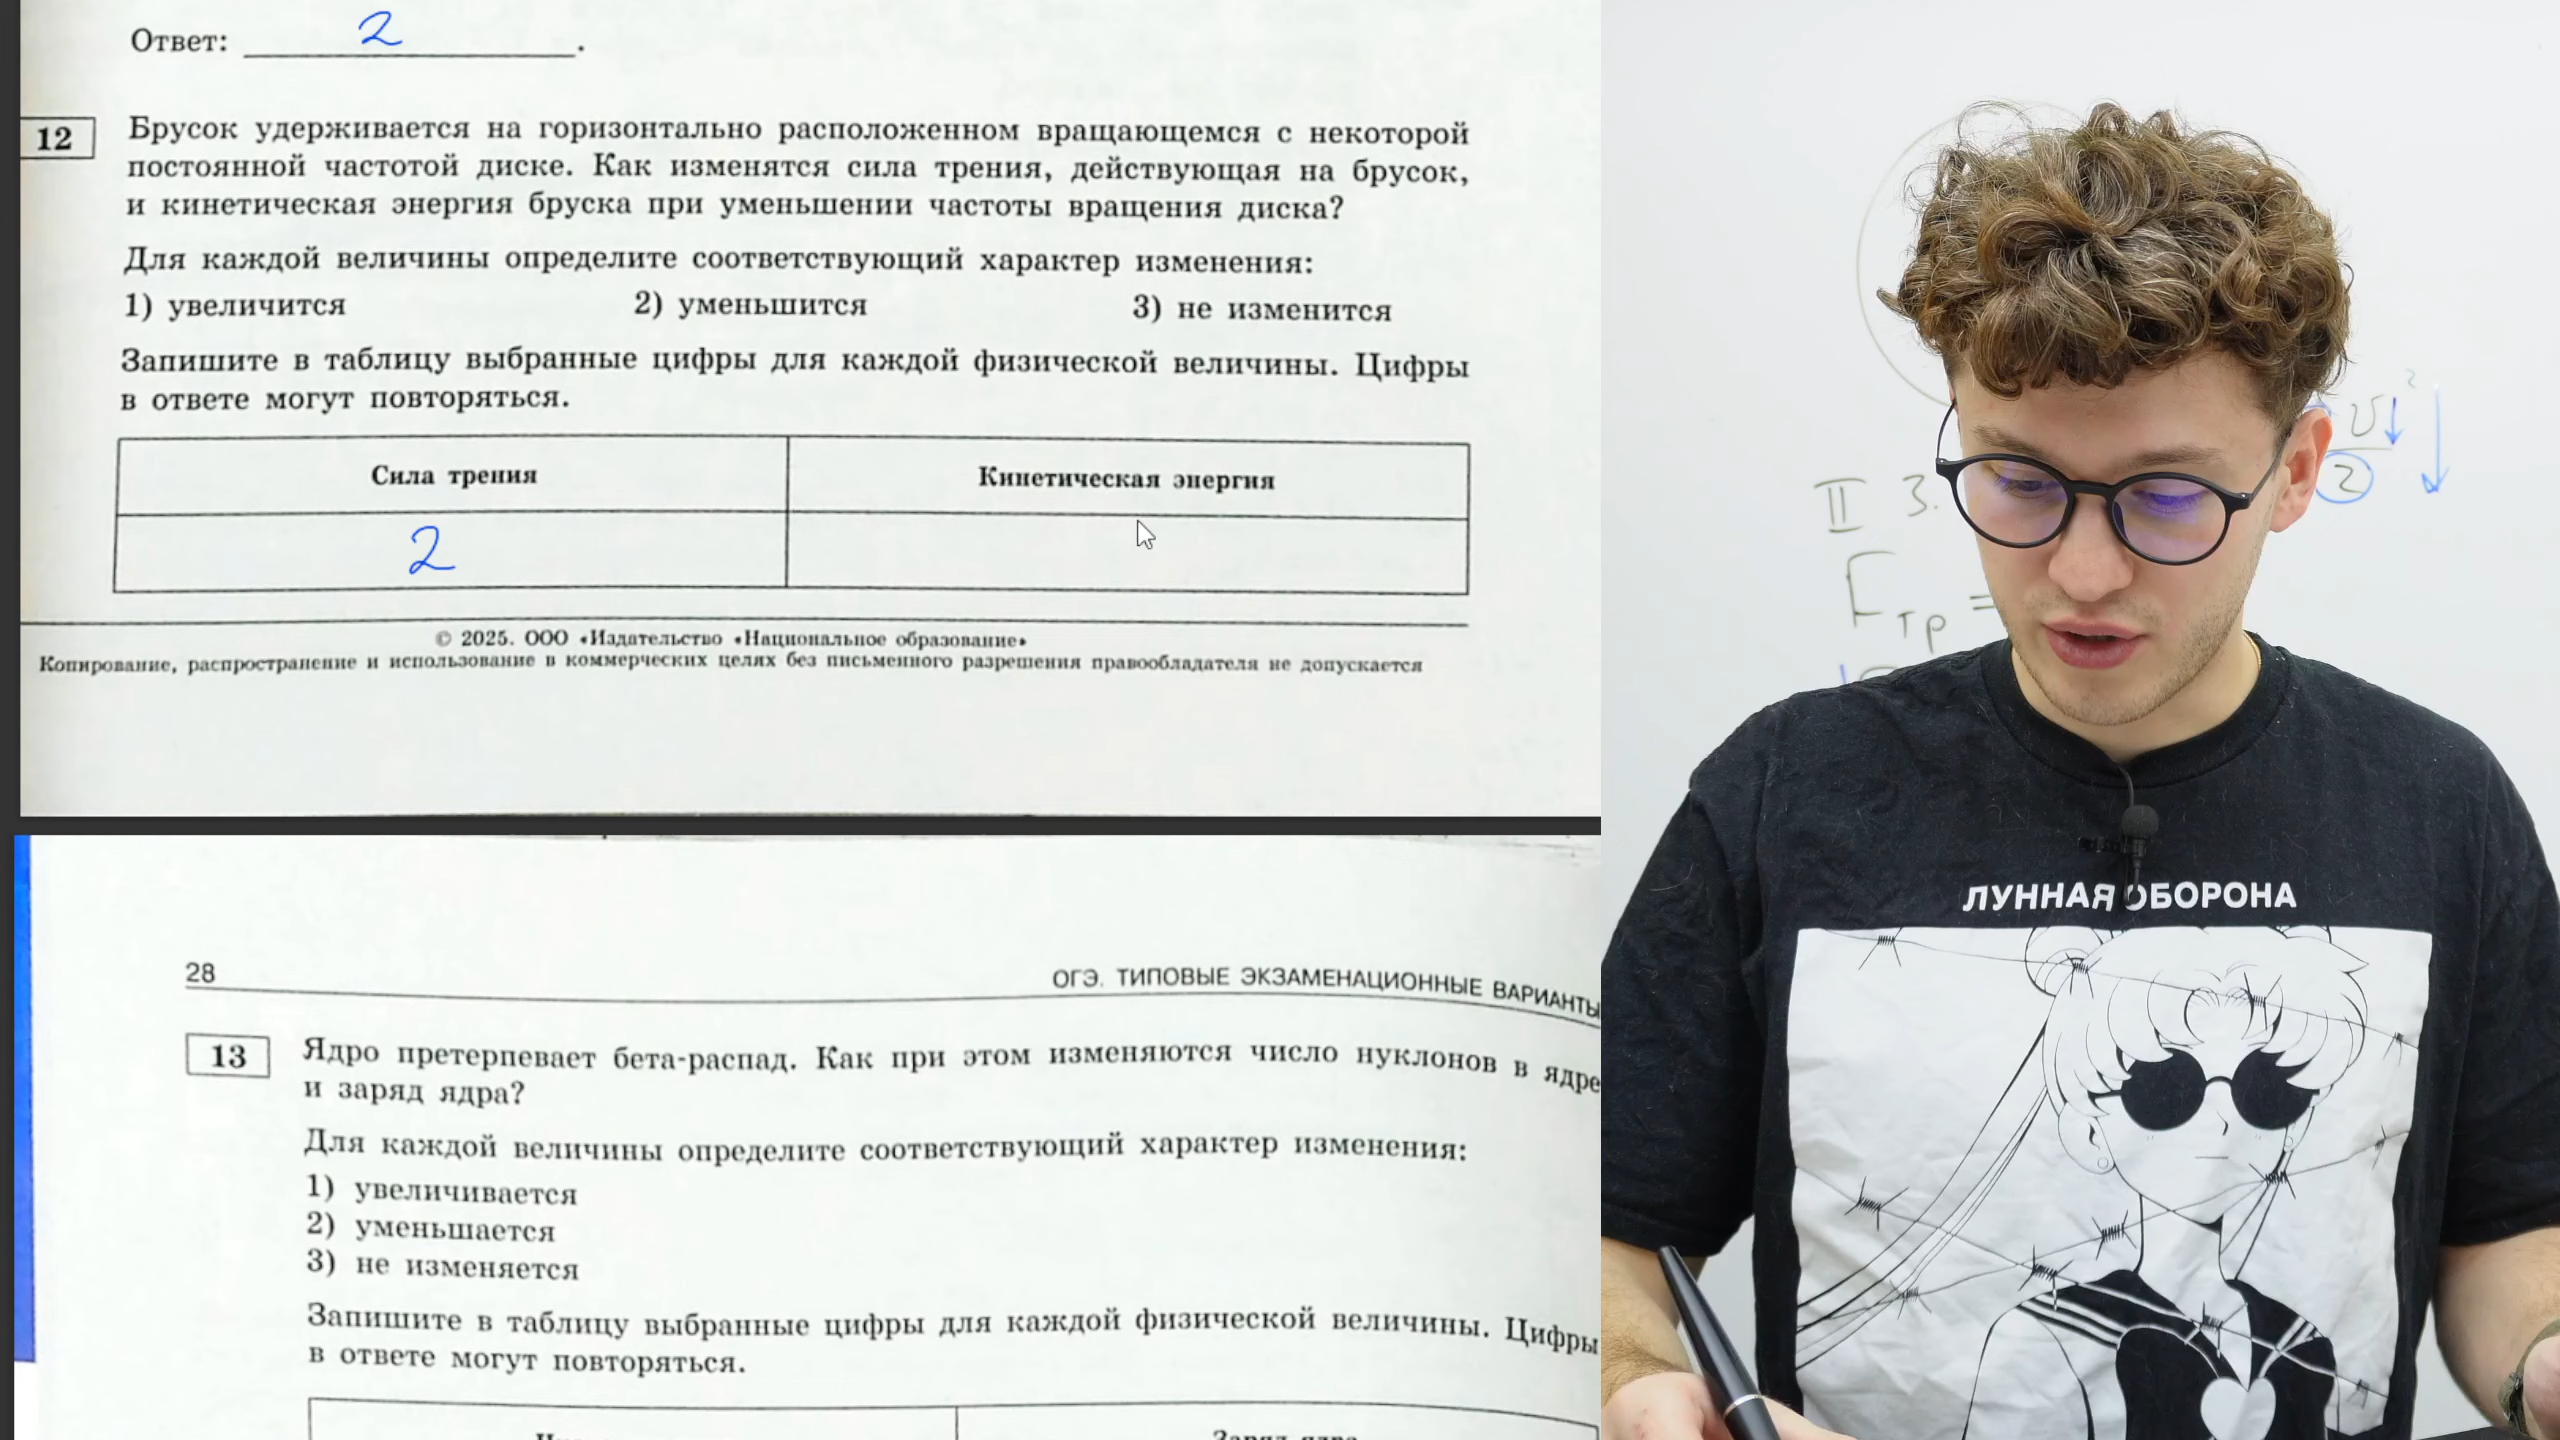 Ответ: 2.
12
Брусок удерживается на горизонтально расположенном вращающемся с некоторой
постоянной частотой диске. Как изменятся сила трения, действующая на брусок,
и кинетическая энергия бруска при уменьшении частоты вращения диска?
Для каждой величины определите соответствующий характер изменения:
1) увеличится 2) уменьшится 3) не изменится
Запишите в таблицу выбранные цифры для каждой физической величины. Цифры
в ответе могут повторяться.
Сила трения Кинетическая энергия
2
© 2025. ООО «Издательство «Национальное образование»
Копирование, распространение и использование в коммерческих целях без письменного разрешения правообладателя не допускается
28 ОГЭ. ТИПОВЫЕ ЭКЗАМЕНАЦИОННЫЕ ВАРИАНТЫ
13
Ядро претерпевает бета-распад. Как при этом изменяются число нуклонов в ядре
и заряд ядра?
Для каждой величины определите соответствующий характер изменения:
1) увеличивается
2) уменьшается
3) не изменяется
Запишите в таблицу выбранные цифры для каждой физической величины. Цифры
в ответе могут повторяться.
Заряд ядра
υ↓²
2
II З.
Fтр =
ЛУННАЯ ОБОРОНА